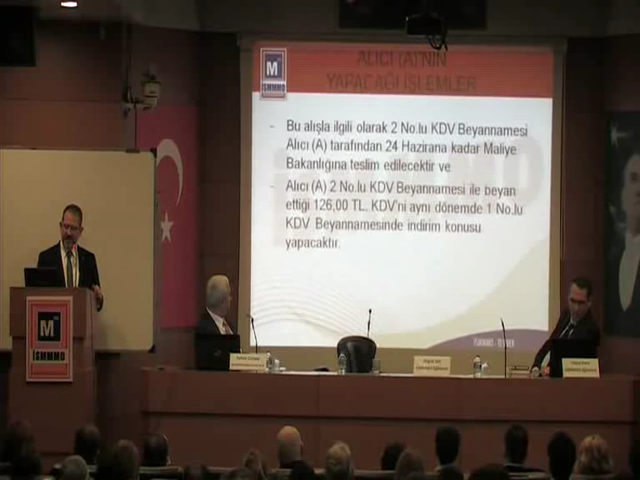 M
İSMMMO
ALICI (A)'NIN
YAPACAĞI İŞLEMLER
- Bu alışla ilgili olarak 2 No.lu KDV Beyannamesi
Alıcı (A) tarafından 24 Hazirana kadar Maliye
Bakanlığına teslim edilecektir ve
- Alıcı (A) 2 No.lu KDV Beyannamesi ile beyan
ettiği 126,00 TL. KDV'ni aynı dönemde 1 No.lu
KDV Beyannamesinde indirim konusu
yapacaktır.
M
İSMMMO